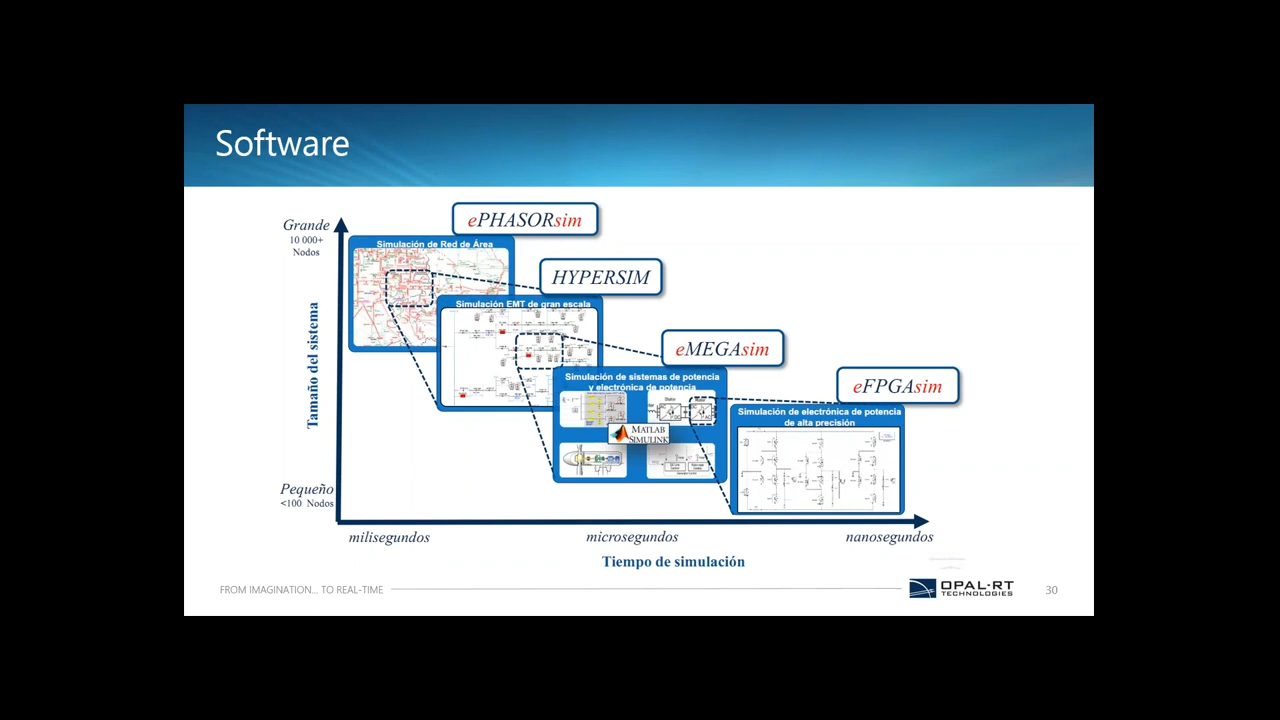 Software
Grande
10 000+
Nodos
Tamaño del sistema
Pequeño
<100 Nodos
ePHASORsim
Simulación de Red de Área
HYPERSIM
Simulación EMT de gran escala
eMEGAsim
Simulación de sistemas de potencia
y electrónica de potencia
MATLAB
SIMULINK
eFPGAsim
Simulación de electrónica de potencia
de alta precisión
milisegundos
microsegundos
nanosegundos
Tiempo de simulación
FROM IMAGINATION... TO REAL-TIME
OPAL-RT
TECHNOLOGIES
30